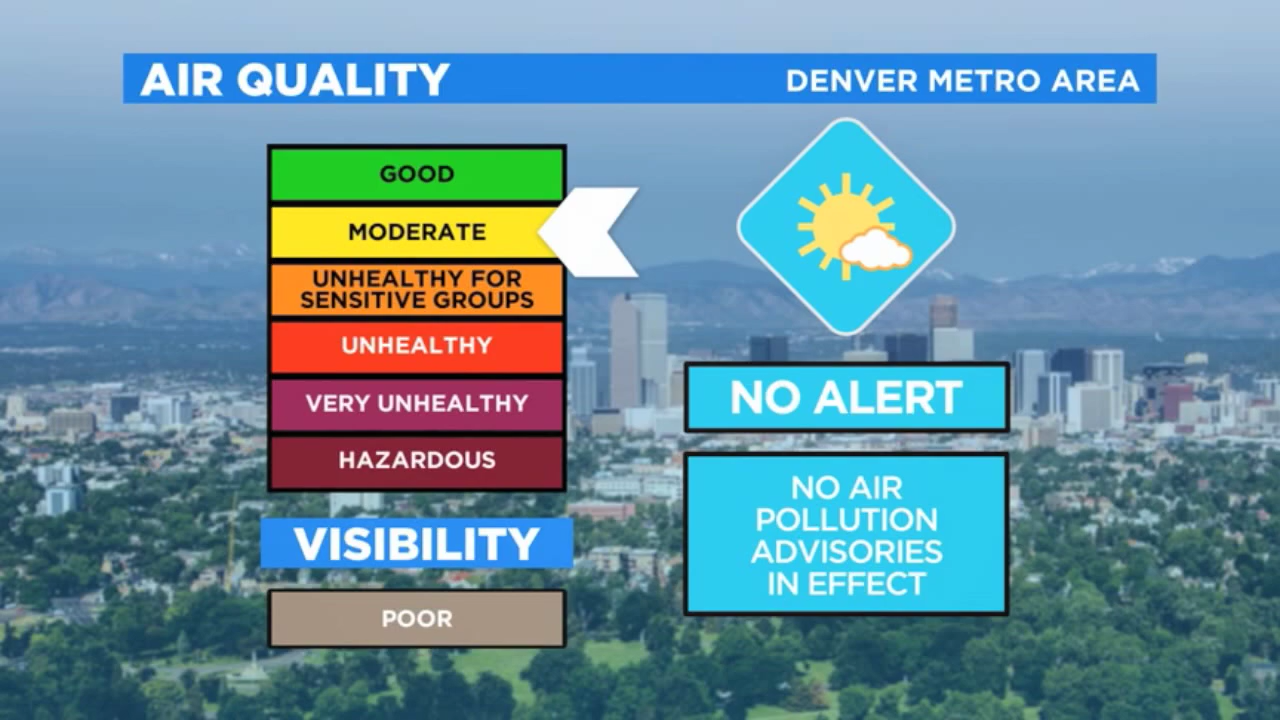 AIR QUALITY
DENVER METRO AREA
GOOD
MODERATE
UNHEALTHY FOR
SENSITIVE GROUPS
UNHEALTHY
VERY UNHEALTHY
HAZARDOUS
VISIBILITY
POOR
NO ALERT
NO AIR
POLLUTION
ADVISORIES
IN EFFECT